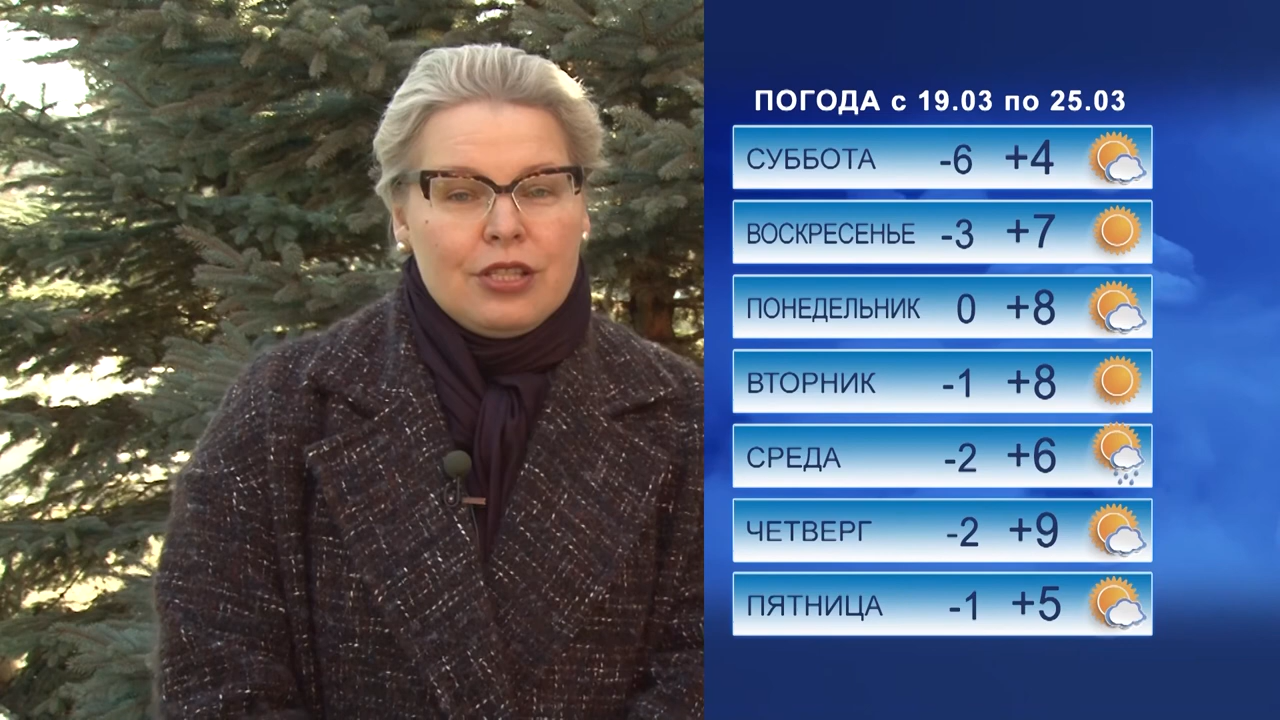 ПОГОДА с 19.03 по 25.03
СУББОТА -6 +4
ВОСКРЕСЕНЬЕ -3 +7
ПОНЕДЕЛЬНИК 0 +8
ВТОРНИК -1 +8
СРЕДА -2 +6
ЧЕТВЕРГ -2 +9
ПЯТНИЦА -1 +5